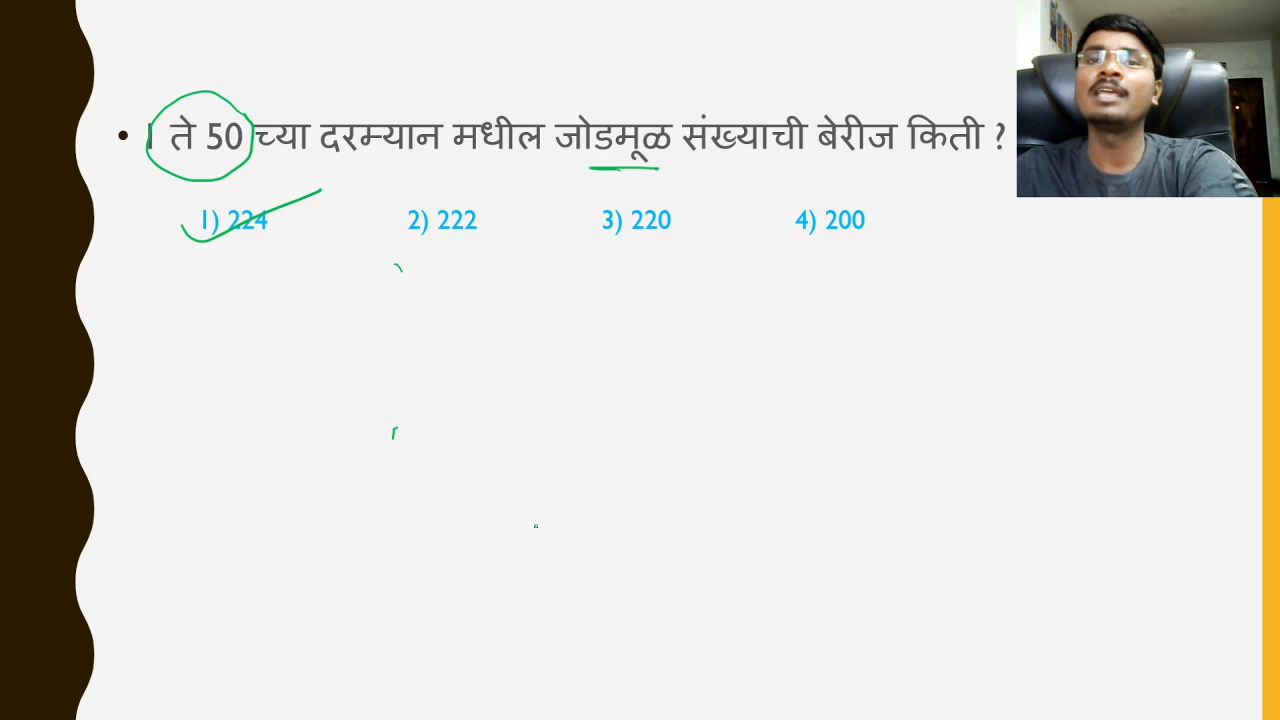 • 1 ते 50 च्या दरम्यान मधील जोडमूळ संख्याची बेरीज किती ?
1) 224 2) 222 3) 220 4) 200